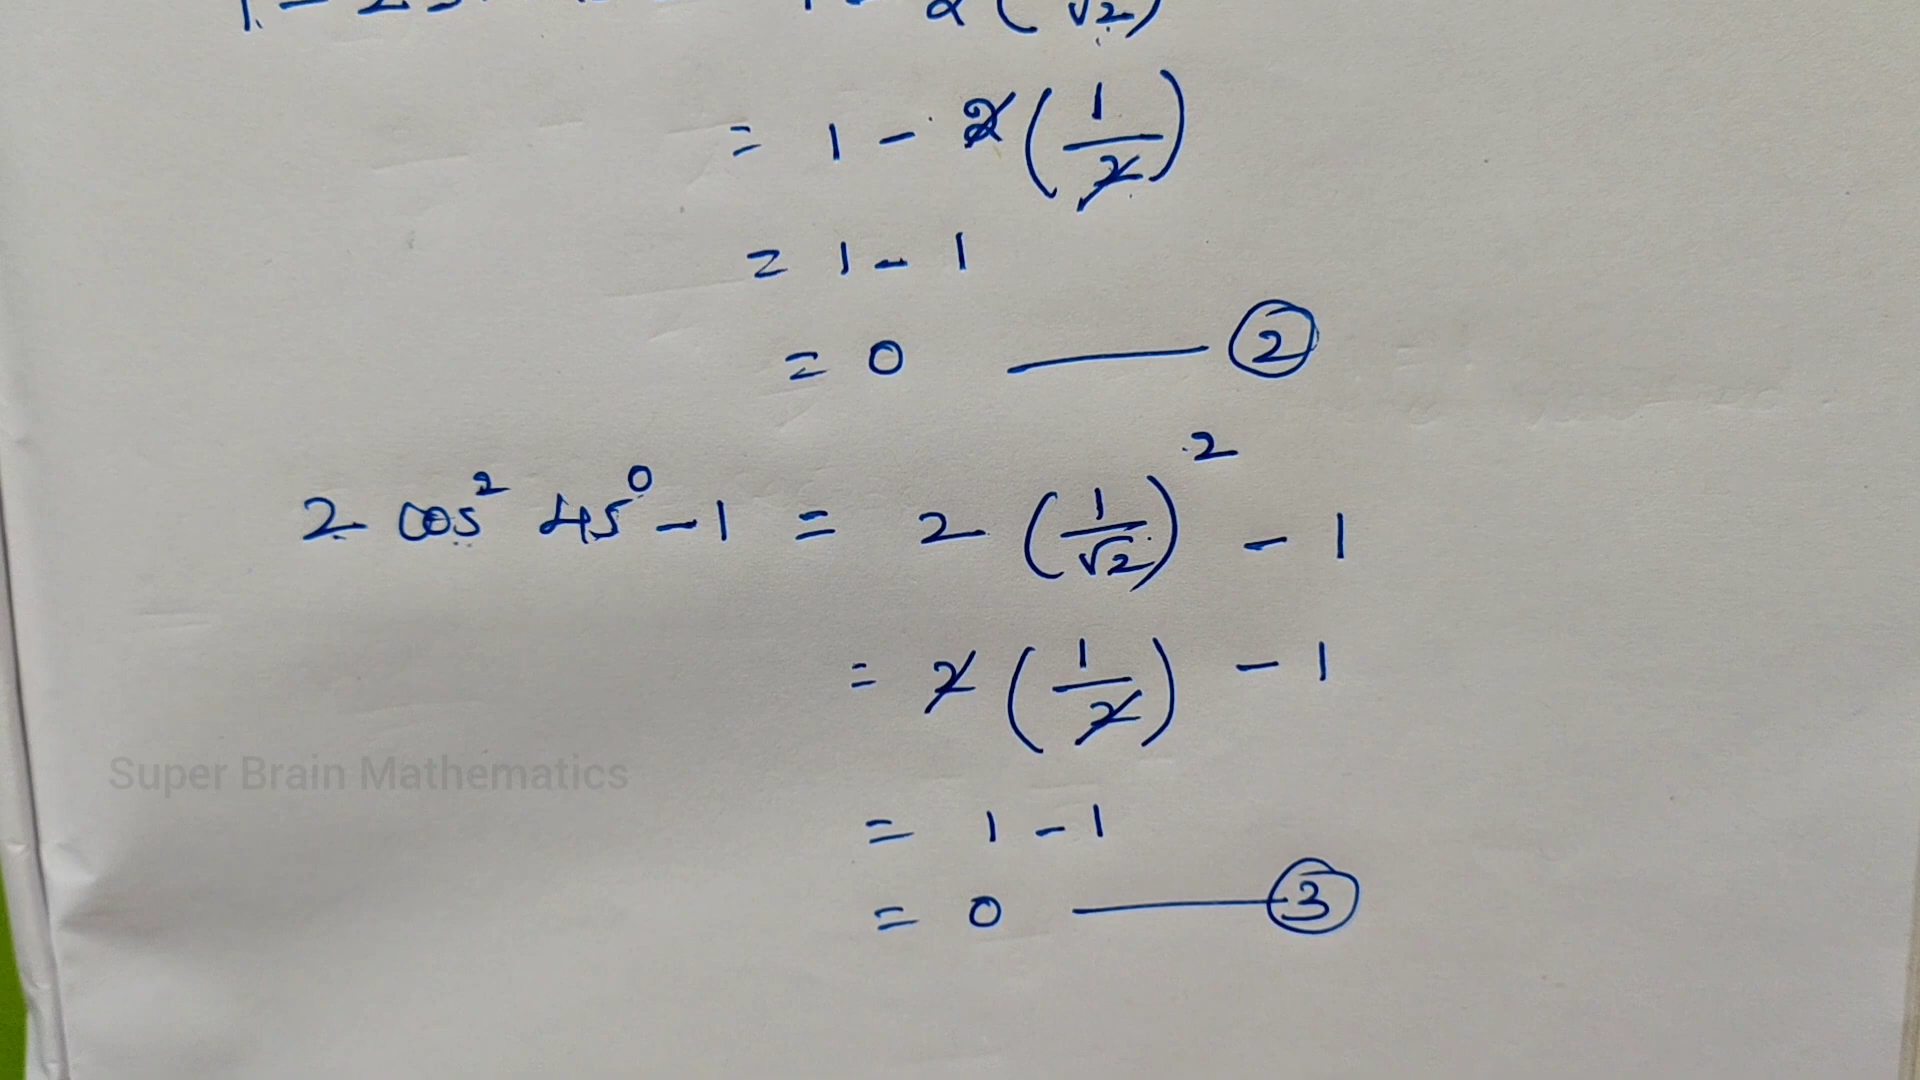 = 1 - 2(1/2)
= 1 - 1
= 0 —— ②
2 cos² 45⁰ - 1 = 2 (1/√2)² - 1
= 2 (1/2) - 1
Super Brain Mathematics
= 1 - 1
= 0 —— ③